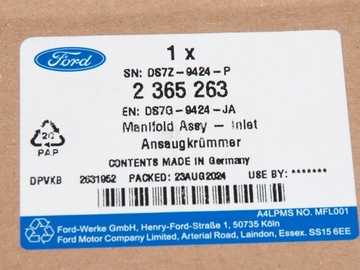 Ford
1 x
SN: DS7Z-9424-P
2 365 263
EN: DS7G-9424-JA
Manifold Assy - Inlet
Ansaugkrümmer
20
PAP
CONTENTS MADE IN Germany
DPVXB 2631952 PACKED: 23AUG2024 USE BY: *******
A4LPMS NO. MFL001
Ford-Werke GmbH, Henry-Ford-Straße 1, 50735 Köln
Ford Motor Company Limited, Arterial Road, Laindon, Essex. SS15 6EE